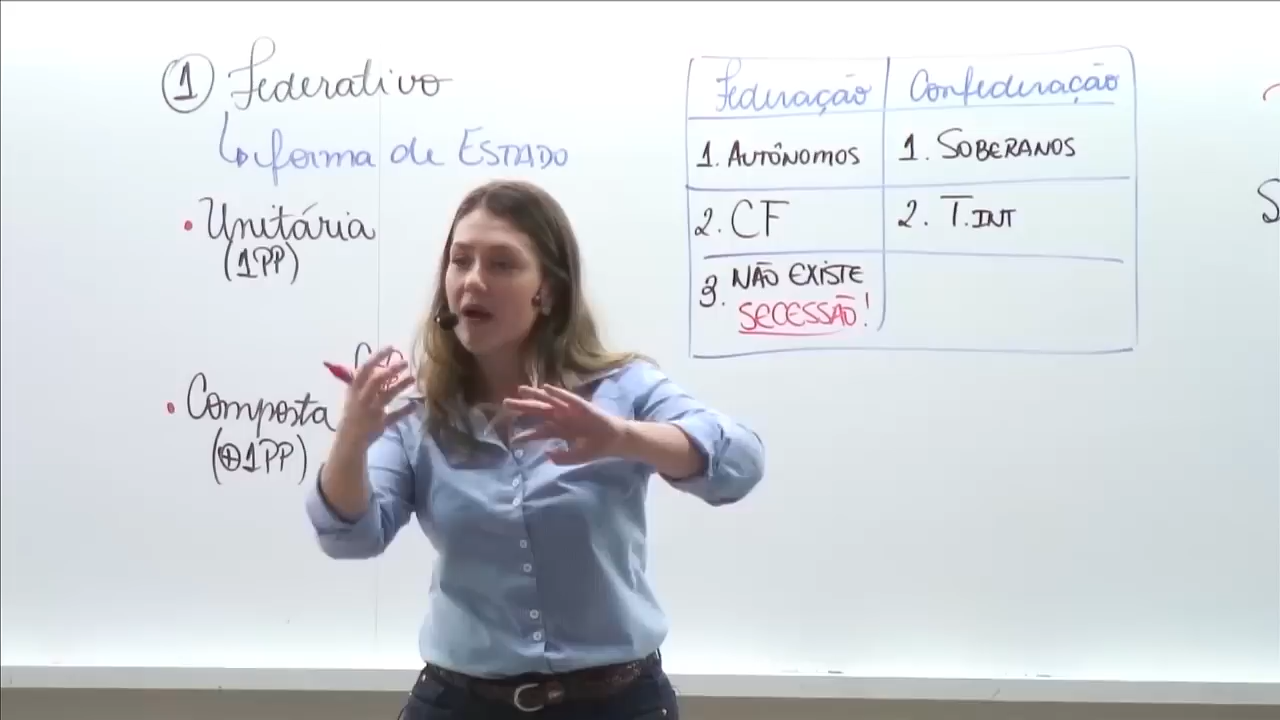 1 Federativo
↳ forma de ESTADO
• Unitária
(1PP)
• Composta
(⊕1PP)
Federação
Confederação
1. AUTÔNOMOS
1. SOBERANOS
2. CF
2. T.INT
3. NÃO EXISTE
SECESSÃO!